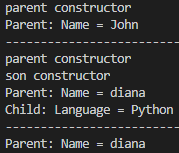 parent constructor
Parent: Name = John
---------------------------
parent constructor
son constructor
Parent: Name = diana
Child: Language = Python
---------------------------
Parent: Name = diana